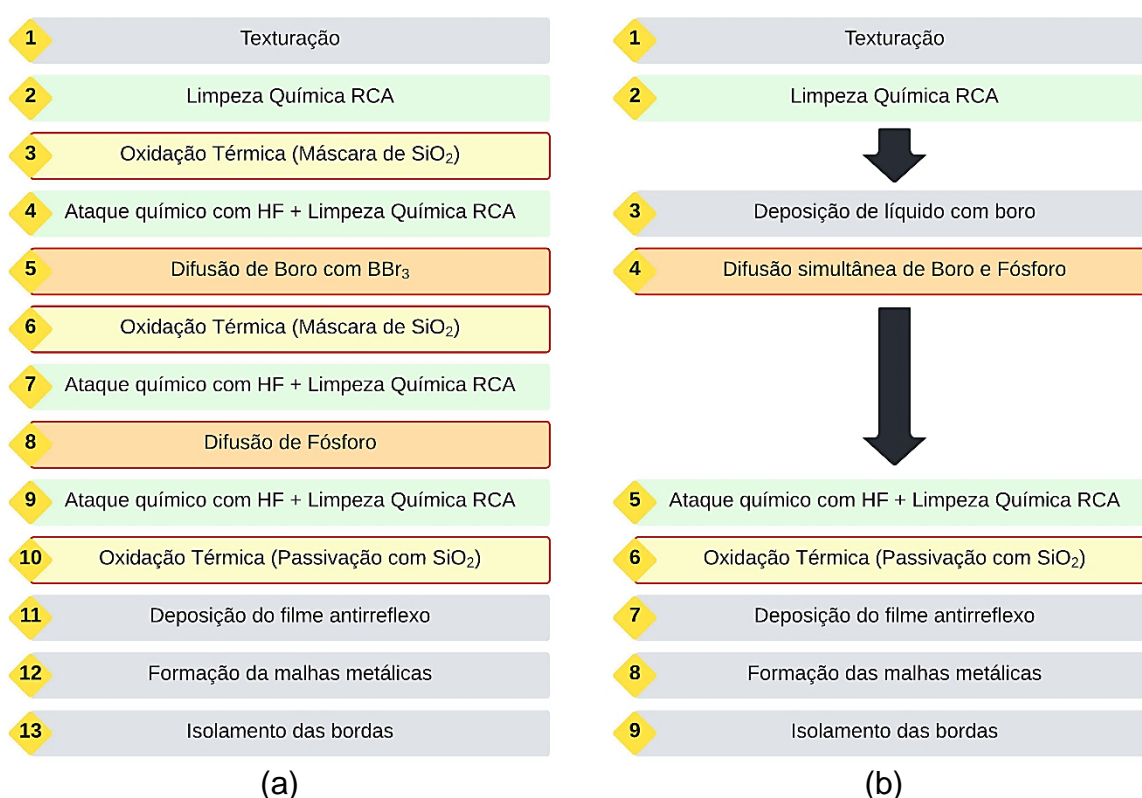 1 Texturação
2 Limpeza Química RCA
3 Oxidação Térmica (Máscara de SiO₂)
4 Ataque químico com HF + Limpeza Química RCA
5 Difusão de Boro com BBr₃
6 Oxidação Térmica (Máscara de SiO₂)
7 Ataque químico com HF + Limpeza Química RCA
8 Difusão de Fósforo
9 Ataque químico com HF + Limpeza Química RCA
10 Oxidação Térmica (Passivação com SiO₂)
11 Deposição do filme antirreflexo
12 Formação da malhas metálicas
13 Isolamento das bordas
(a)
1 Texturação
2 Limpeza Química RCA
3 Deposição de líquido com boro
4 Difusão simultânea de Boro e Fósforo
5 Ataque químico com HF + Limpeza Química RCA
6 Oxidação Térmica (Passivação com SiO₂)
7 Deposição do filme antirreflexo
8 Formação das malhas metálicas
9 Isolamento das bordas
(b)